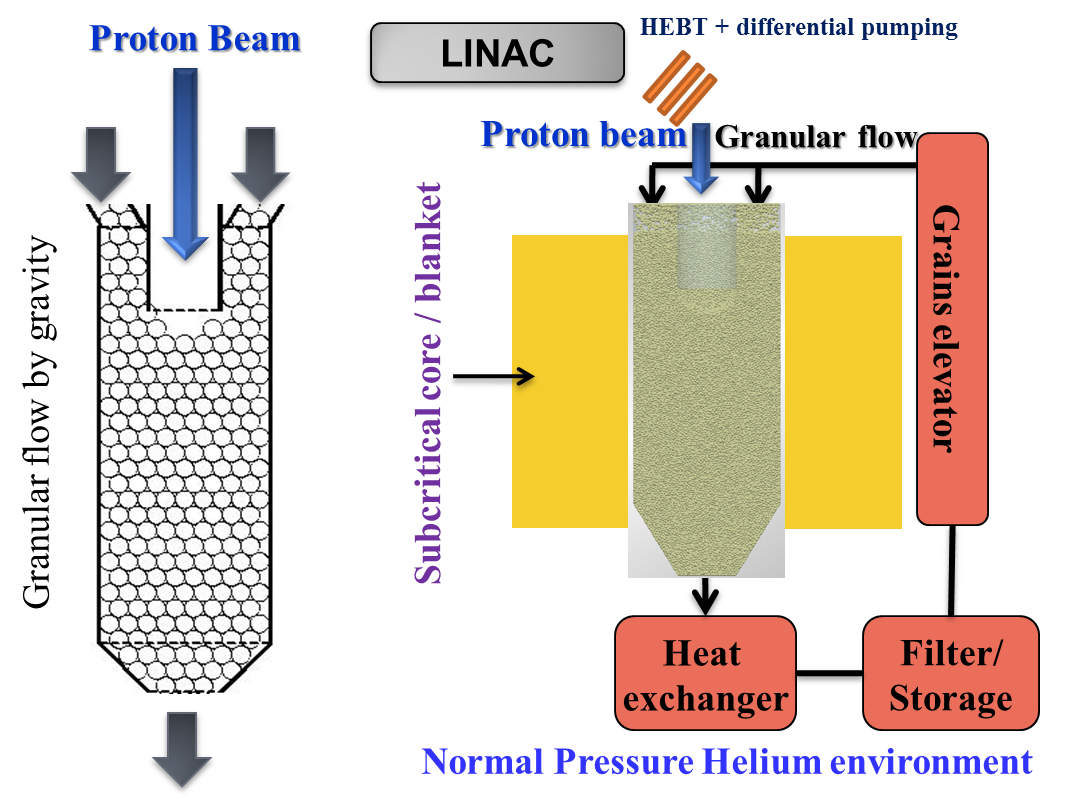 Proton Beam
LINAC
HEBT + differential pumping
Proton beam
Granular flow
Granular flow by gravity
Subcritical core / blanket
Grains elevator
Heat
exchanger
Filter/
Storage
Normal Pressure Helium environment